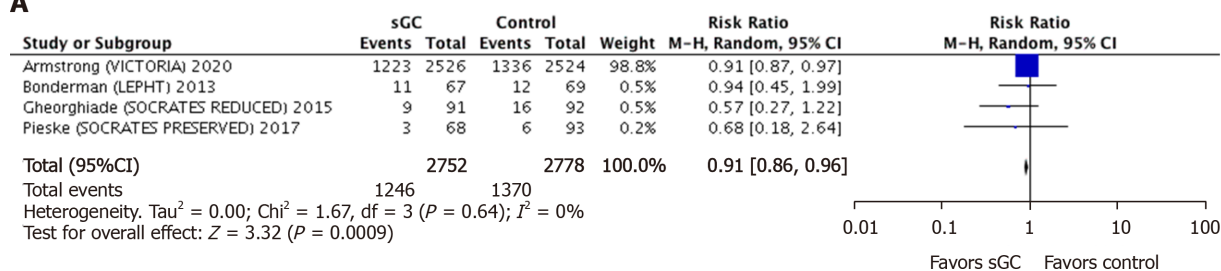 A
sGC Control Risk Ratio Risk Ratio
Study or Subgroup Events Total Events Total Weight M-H, Random, 95% CI M-H, Random, 95% CI
Armstrong (VICTORIA) 2020 1223 2526 1336 2524 98.8% 0.91 [0.87, 0.97]
Bonderman (LEPHT) 2013 11 67 12 69 0.5% 0.94 [0.45, 1.99]
Gheorghiade (SOCRATES REDUCED) 2015 9 91 16 92 0.5% 0.57 [0.27, 1.22]
Pieske (SOCRATES PRESERVED) 2017 3 68 6 93 0.2% 0.68 [0.18, 2.64]
Total (95%CI) 2752 2778 100.0% 0.91 [0.86, 0.96]
Total events 1246 1370
Heterogeneity. Tau² = 0.00; Chi² = 1.67, df = 3 (P = 0.64); I² = 0%
Test for overall effect: Z = 3.32 (P = 0.0009)
0.01 0.1 1 10 100
Favors sGC Favors control